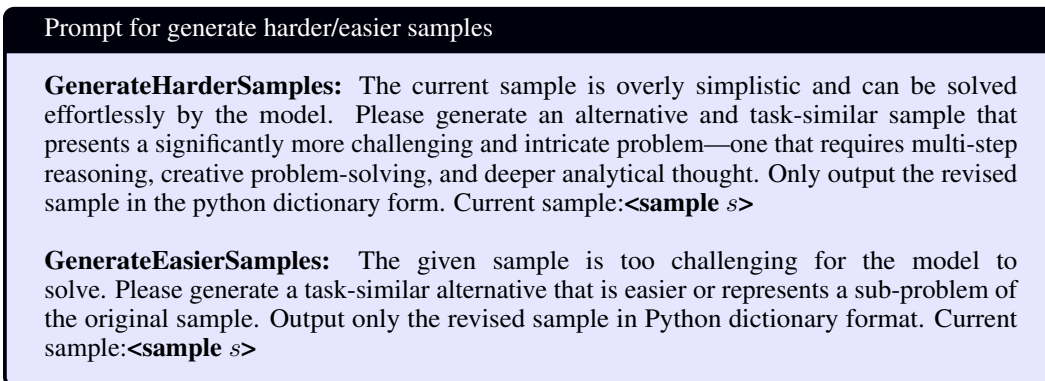 Prompt for generate harder/easier samples
GenerateHarderSamples: The current sample is overly simplistic and can be solved
effortlessly by the model. Please generate an alternative and task-similar sample that
presents a significantly more challenging and intricate problem—one that requires multi-step
reasoning, creative problem-solving, and deeper analytical thought. Only output the revised
sample in the python dictionary form. Current sample:<sample s>
GenerateEasierSamples: The given sample is too challenging for the model to
solve. Please generate a task-similar alternative that is easier or represents a sub-problem of
the original sample. Output only the revised sample in Python dictionary format. Current
sample:<sample s>